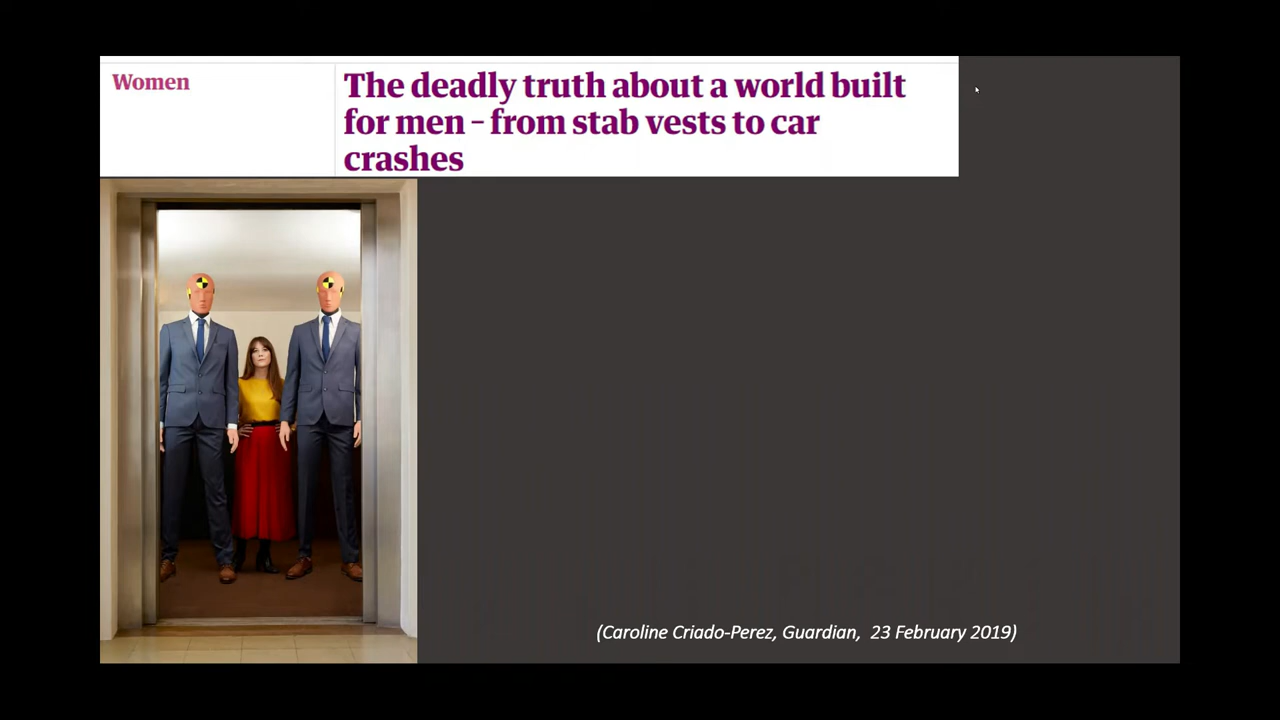 Women
The deadly truth about a world built
for men – from stab vests to car
crashes
(Caroline Criado-Perez, Guardian,  23 February 2019)